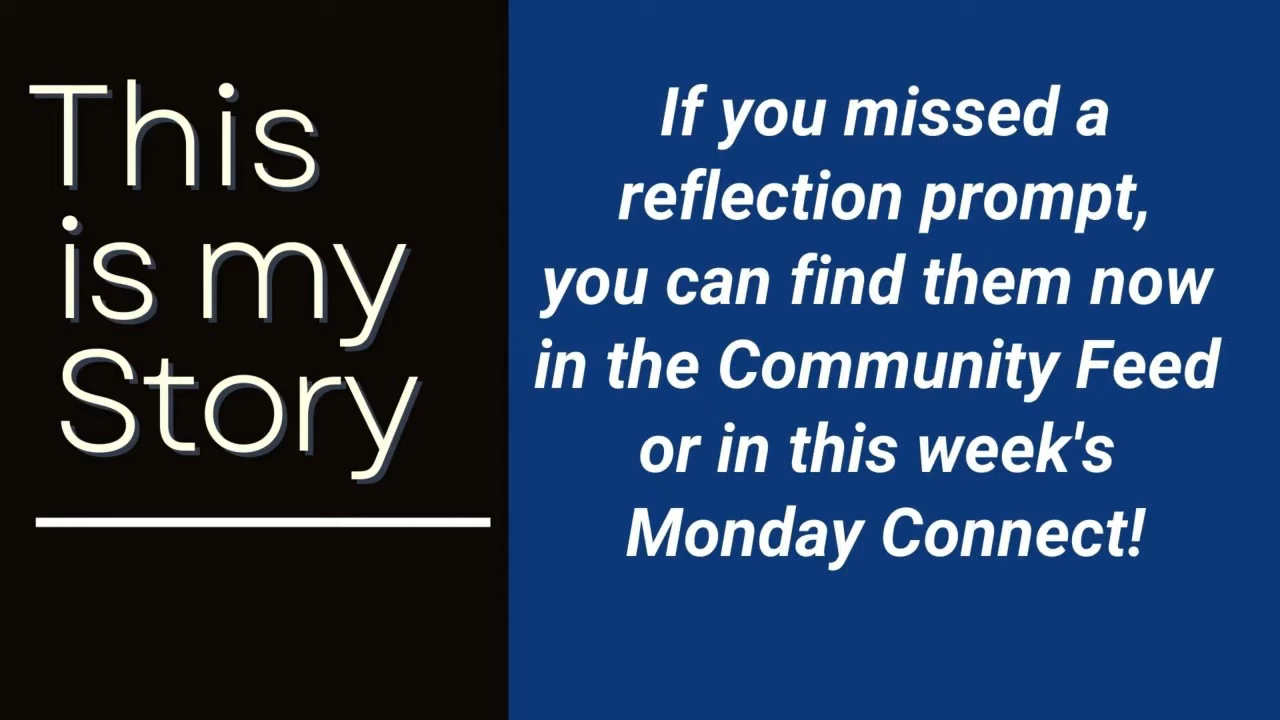 This
is my
Story
If you missed a
reflection prompt,
you can find them now
in the Community Feed
or in this week's
Monday Connect!